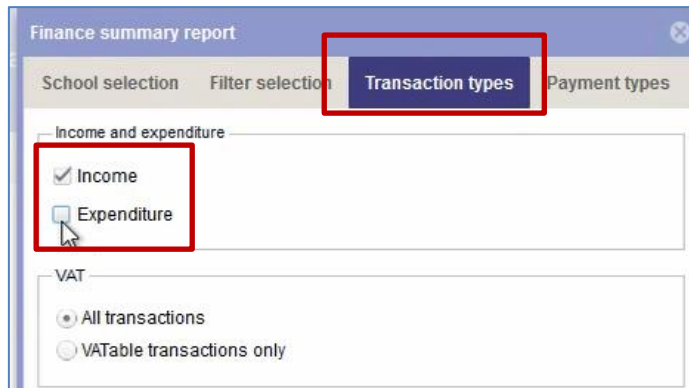 Finance summary report
School selection Filter selection Transaction types Payment types
Income and expenditure
Income
Expenditure
VAT
All transactions
VATable transactions only